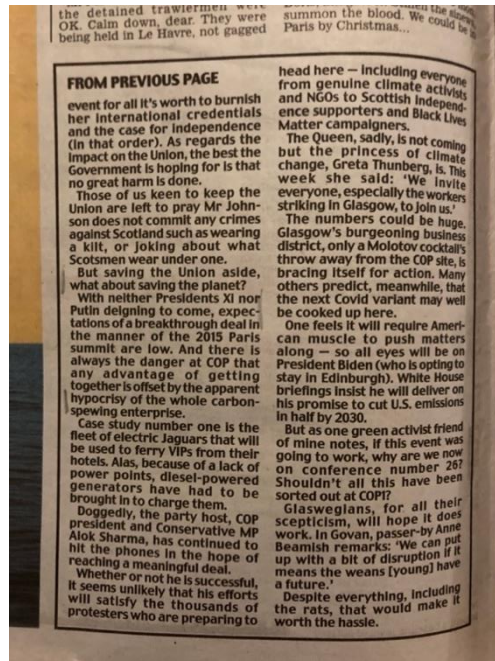 the detained trawlermen were
OK. Calm down, dear. They were
being held in Le Havre, not gagged
summon the blood. We could be in
Paris by Christmas...
FROM PREVIOUS PAGE
event for all it's worth to burnish
her international credentials
and the case for independence
(in that order). As regards the
impact on the Union, the best the
Government is hoping for is that
no great harm is done.
Those of us keen to keep the
Union are left to pray Mr John-
son does not commit any crimes
against Scotland such as wearing
a kilt, or joking about what
Scotsmen wear under one.
But saving the Union aside,
what about saving the planet?
With neither Presidents Xi nor
Putin deigning to come, expec-
tations of a breakthrough deal in
the manner of the 2015 Paris
summit are low. And there is
always the danger at COP that
any advantage of getting
together is offset by the apparent
hypocrisy of the whole carbon-
spewing enterprise.
Case study number one is the
fleet of electric Jaguars that will
be used to ferry VIPs from their
hotels. Alas, because of a lack of
power points, diesel-powered
generators have had to be
brought in to charge them.
Doggedly, the party host, COP
president and Conservative MP
Alok Sharma, has continued to
hit the phones in the hope of
reaching a meaningful deal.
Whether or not he is successful,
it seems unlikely that his efforts
will satisfy the thousands of
protesters who are preparing to
head here — including everyone
from genuine climate activists
and NGOs to Scottish independ-
ence supporters and Black Lives
Matter campaigners.
The Queen, sadly, is not coming
but the princess of climate
change, Greta Thunberg, is. This
week she said: 'We invite
everyone, especially the workers
striking in Glasgow, to join us.'
The numbers could be huge.
Glasgow's burgeoning business
district, only a Molotov cocktail's
throw away from the COP site, is
bracing itself for action. Many
others predict, meanwhile, that
the next Covid variant may well
be cooked up here.
One feels it will require Ameri-
can muscle to push matters
along — so all eyes will be on
President Biden (who is opting to
stay in Edinburgh). White House
briefings insist he will deliver on
his promise to cut U.S. emissions
in half by 2030.
But as one green activist friend
of mine notes, if this event was
going to work, why are we now
on conference number 26?
Shouldn't all this have been
sorted out at COP1?
Glaswegians, for all their
scepticism, will hope it does
work. In Govan, passer-by Anne
Beamish remarks: 'We can put
up with a bit of disruption if it
means the weans [young] have
a future.'
Despite everything, including
the rats, that would make it
worth the hassle.